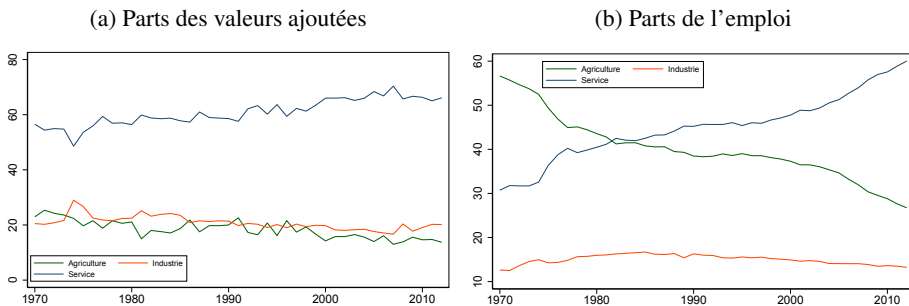 (a) Parts des valeurs ajoutées
80
60
40
20
0
Agriculture
Industrie
Service
1970
1980
1990
2000
2010
(b) Parts de l'emploi
60
50
40
30
20
10
Agriculture
Industrie
Service
1970
1980
1990
2000
2010